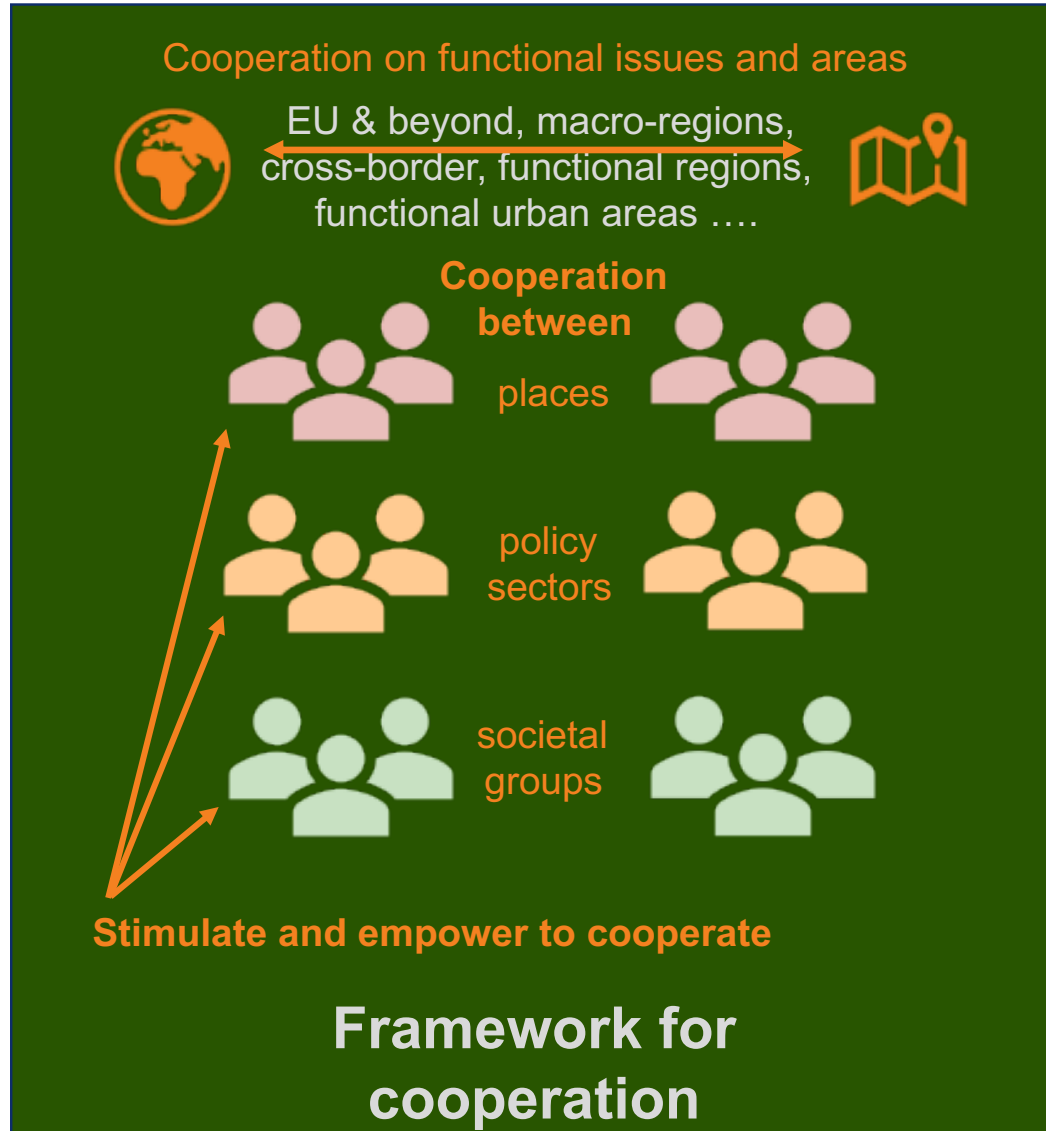 Cooperation on functional issues and areas
EU & beyond, macro-regions,
cross-border, functional regions,
functional urban areas ….
Cooperation
between
places
policy
sectors
societal
groups
Stimulate and empower to cooperate
Framework for
cooperation